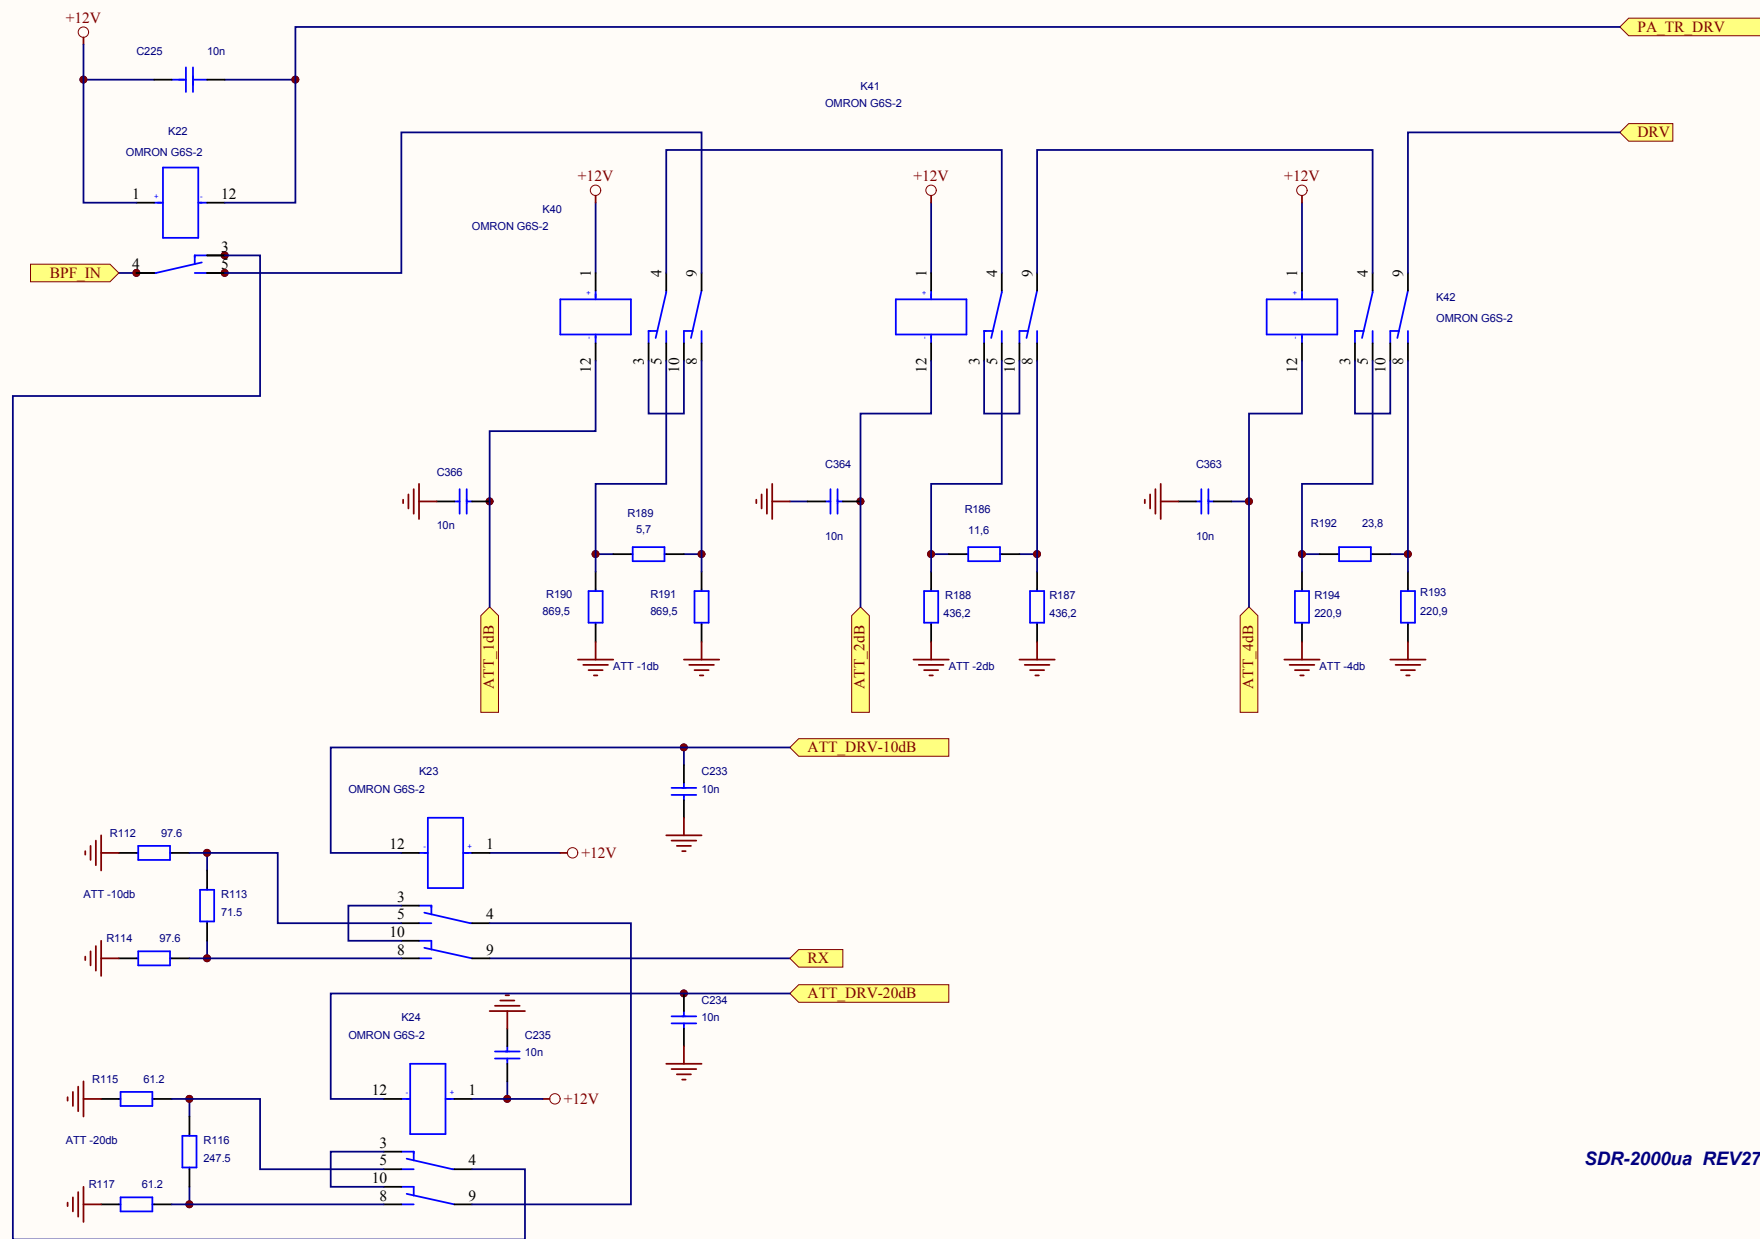 +12V
C225 10n
PA_TR_DRV
K22
OMRON G6S-2
1 + - 12
3
4
5
BPF_IN
K41
OMRON G6S-2
DRV
K40
OMRON G6S-2
+12V
1
4
9
+
-
12
3
5
10
8
+12V
1
4
9
+
-
12
3
5
10
8
+12V
1
4
9
+
-
12
3
5
10
8
K42
OMRON G6S-2
C366
10n
R189
5,7
R190
869,5
R191
869,5
ATT_1dB
ATT -1db
C364
10n
R186
11,6
R188
436,2
R187
436,2
ATT_2dB
ATT -2db
C363
10n
R192 23,8
R194
220,9
R193
220,9
ATT_4dB
ATT -4db
ATT_DRV-10dB
K23
OMRON G6S-2
C233
10n
12 - + 1
+12V
R112 97.6
ATT -10db
R113
71.5
R114 97.6
3
5
10
8
4
9
RX
ATT_DRV-20dB
K24
OMRON G6S-2
C234
10n
C235
10n
12 - + 1
+12V
R115 61.2
ATT -20db
R116
247.5
R117 61.2
3
5
10
8
4
9
SDR-2000ua REV27